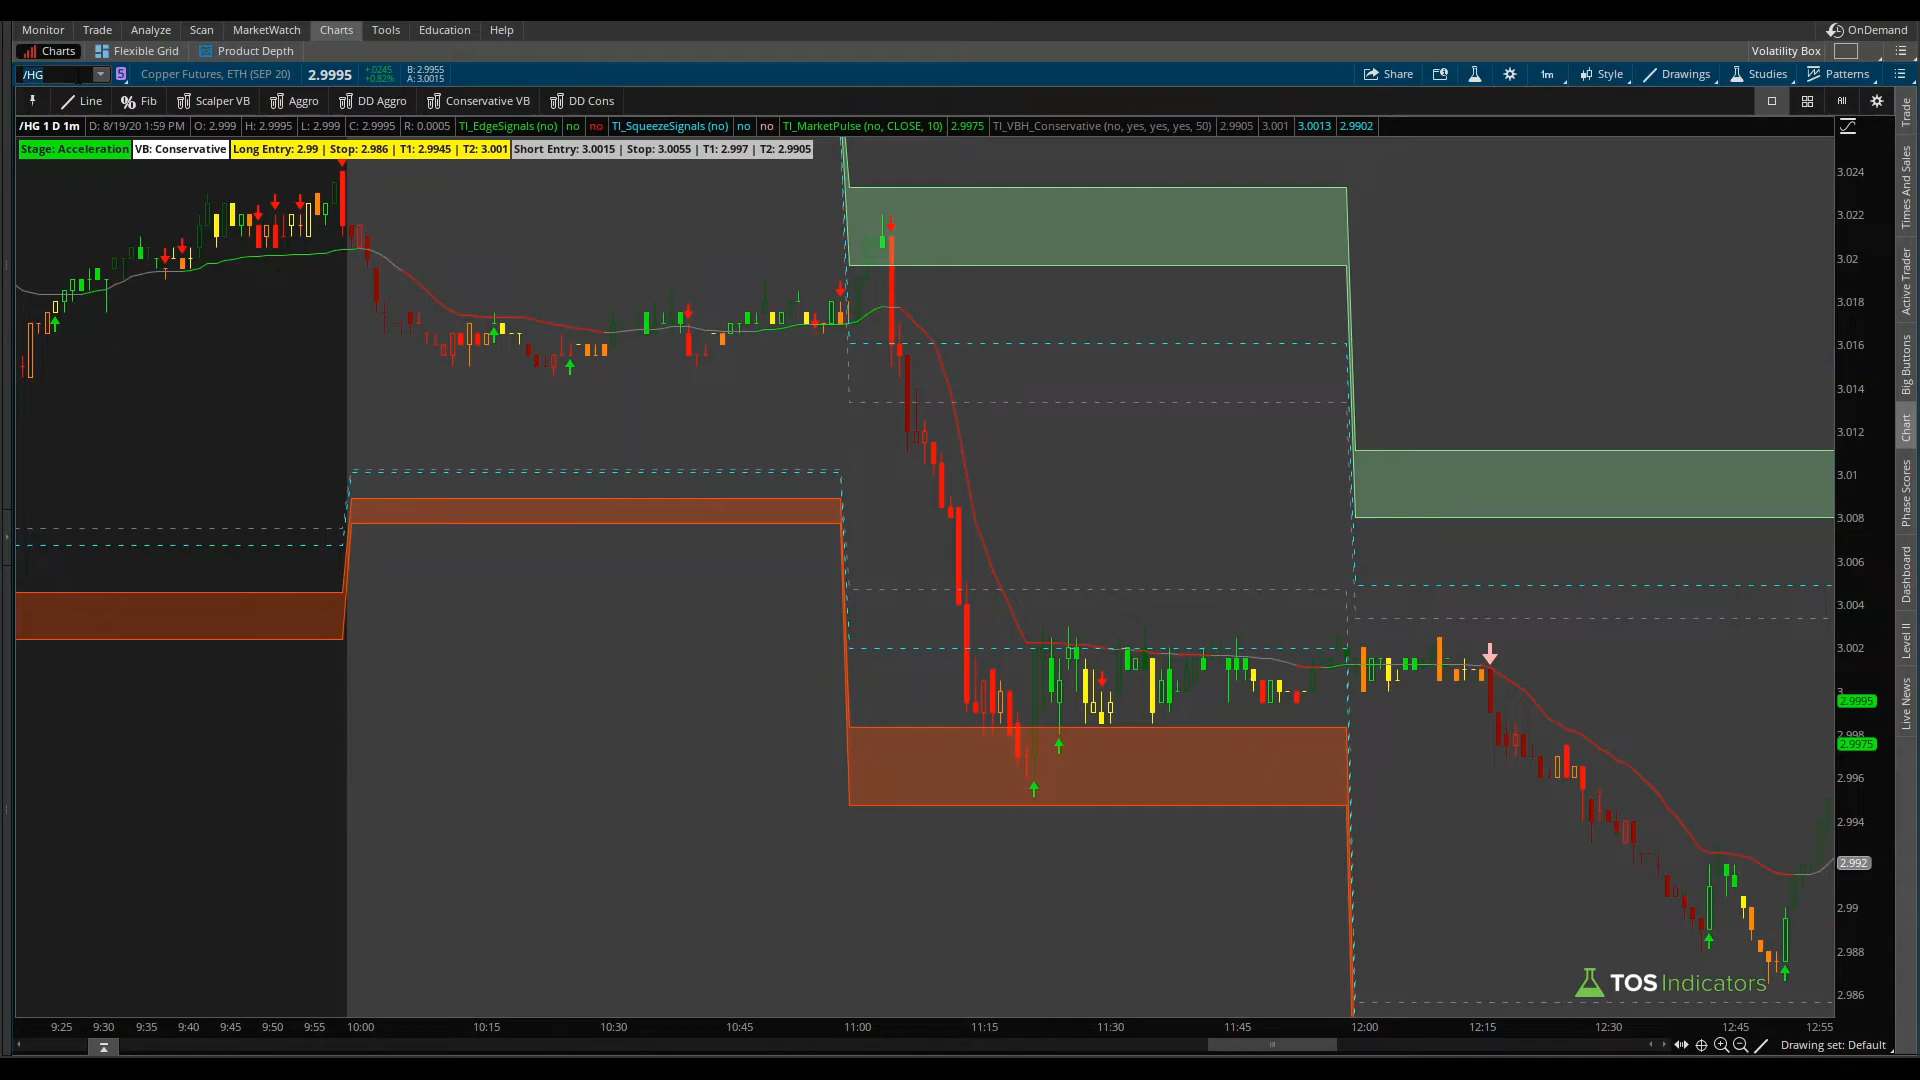 Monitor Trade Analyze Scan MarketWatch Charts Tools Education Help OnDemand
Charts Flexible Grid Product Depth Volatility Box
/HG 5 Copper Futures, ETH (SEP 20) 2.9995 +.0245 +0.82% B: 2.9955 A: 3.0015 Share 1m Style Drawings Studies Patterns
Line Fib Scalper VB Aggro DD Aggro Conservative VB DD Cons All
/HG 1 D 1m D: 8/19/20 1:59 PM O: 2.999 H: 2.9995 L: 2.999 C: 2.9995 R: 0.0005 TI_EdgeSignals (no) no no TI_SqueezeSignals (no) no no TI_MarketPulse (no, CLOSE, 10) 2.9975 TI_VBH_Conservative (no, yes, yes, yes, 50) 2.9905 3.001 3.0013 2.9902
Stage: Acceleration VB: Conservative Long Entry: 2.99 | Stop: 2.986 | T1: 2.9945 | T2: 3.001 Short Entry: 3.0015 | Stop: 3.0055 | T1: 2.997 | T2: 2.9905
3.024
3.022
3.02
3.018
3.016
3.014
3.012
3.01
3.008
3.006
3.004
3.002
3
2.9995
2.998
2.9975
2.996
2.994
2.992
2.99
2.988
2.986
Trade
Times And Sales
Active Trader
Big Buttons
Chart
Phase Scores
Dashboard
Level II
Live News
TOS Indicators
9:25 9:30 9:35 9:40 9:45 9:50 9:55 10:00 10:15 10:30 10:45 11:00 11:15 11:30 11:45 12:00 12:15 12:30 12:45 12:55
Drawing set: Default